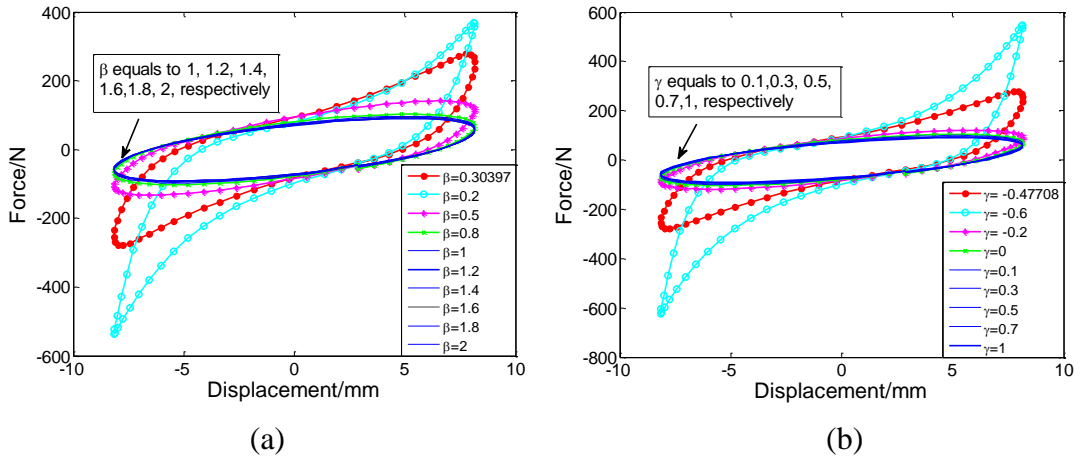 400
200
0
-200
-400
-600
-10
-5
0
5
10
Force/N
Displacement/mm
β equals to 1, 1.2, 1.4,
1.6,1.8, 2, respectively
β=0.30397
β=0.2
β=0.5
β=0.8
β=1
β=1.2
β=1.4
β=1.6
β=1.8
β=2
(a)
600
400
200
0
-200
-400
-600
-800
-10
-5
0
5
10
Force/N
Displacement/mm
γ equals to 0.1,0.3, 0.5,
0.7,1, respectively
γ= -0.47708
γ= -0.6
γ= -0.2
γ=0
γ=0.1
γ=0.3
γ=0.5
γ=0.7
γ=1
(b)